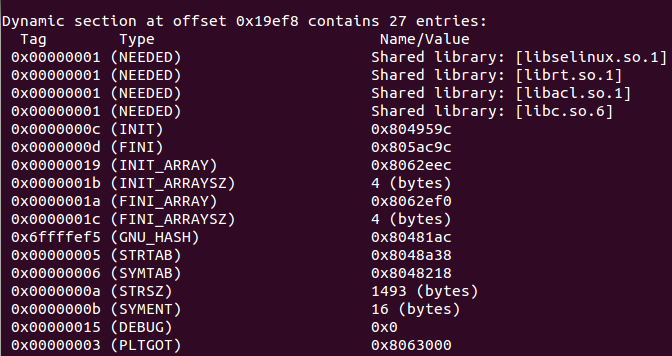 Dynamic section at offset 0x19ef8 contains 27 entries:
Tag Type Name/Value
0x00000001 (NEEDED) Shared library: [libselinux.so.1]
0x00000001 (NEEDED) Shared library: [librt.so.1]
0x00000001 (NEEDED) Shared library: [libacl.so.1]
0x00000001 (NEEDED) Shared library: [libc.so.6]
0x0000000c (INIT) 0x804959c
0x0000000d (FINI) 0x805ac9c
0x00000019 (INIT_ARRAY) 0x8062eec
0x0000001b (INIT_ARRAYSZ) 4 (bytes)
0x0000001a (FINI_ARRAY) 0x8062ef0
0x0000001c (FINI_ARRAYSZ) 4 (bytes)
0x6ffffef5 (GNU_HASH) 0x80481ac
0x00000005 (STRTAB) 0x8048a38
0x00000006 (SYMTAB) 0x8048218
0x0000000a (STRSZ) 1493 (bytes)
0x0000000b (SYMENT) 16 (bytes)
0x00000015 (DEBUG) 0x0
0x00000003 (PLTGOT) 0x8063000